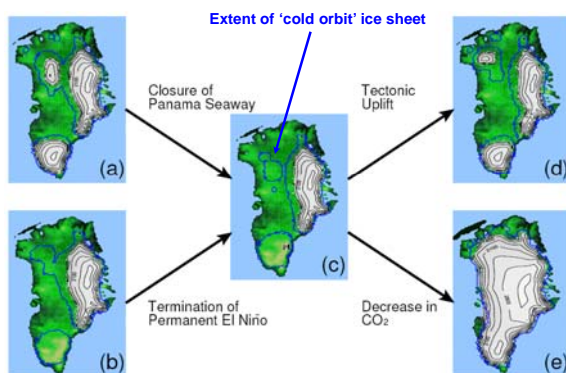 Extent of ‘cold orbit’ ice sheet
(a)
Closure of
Panama Seaway
Tectonic
Uplift
(d)
(c)
(b)
Termination of
Permanent El Niño
Decrease in
CO₂
(e)